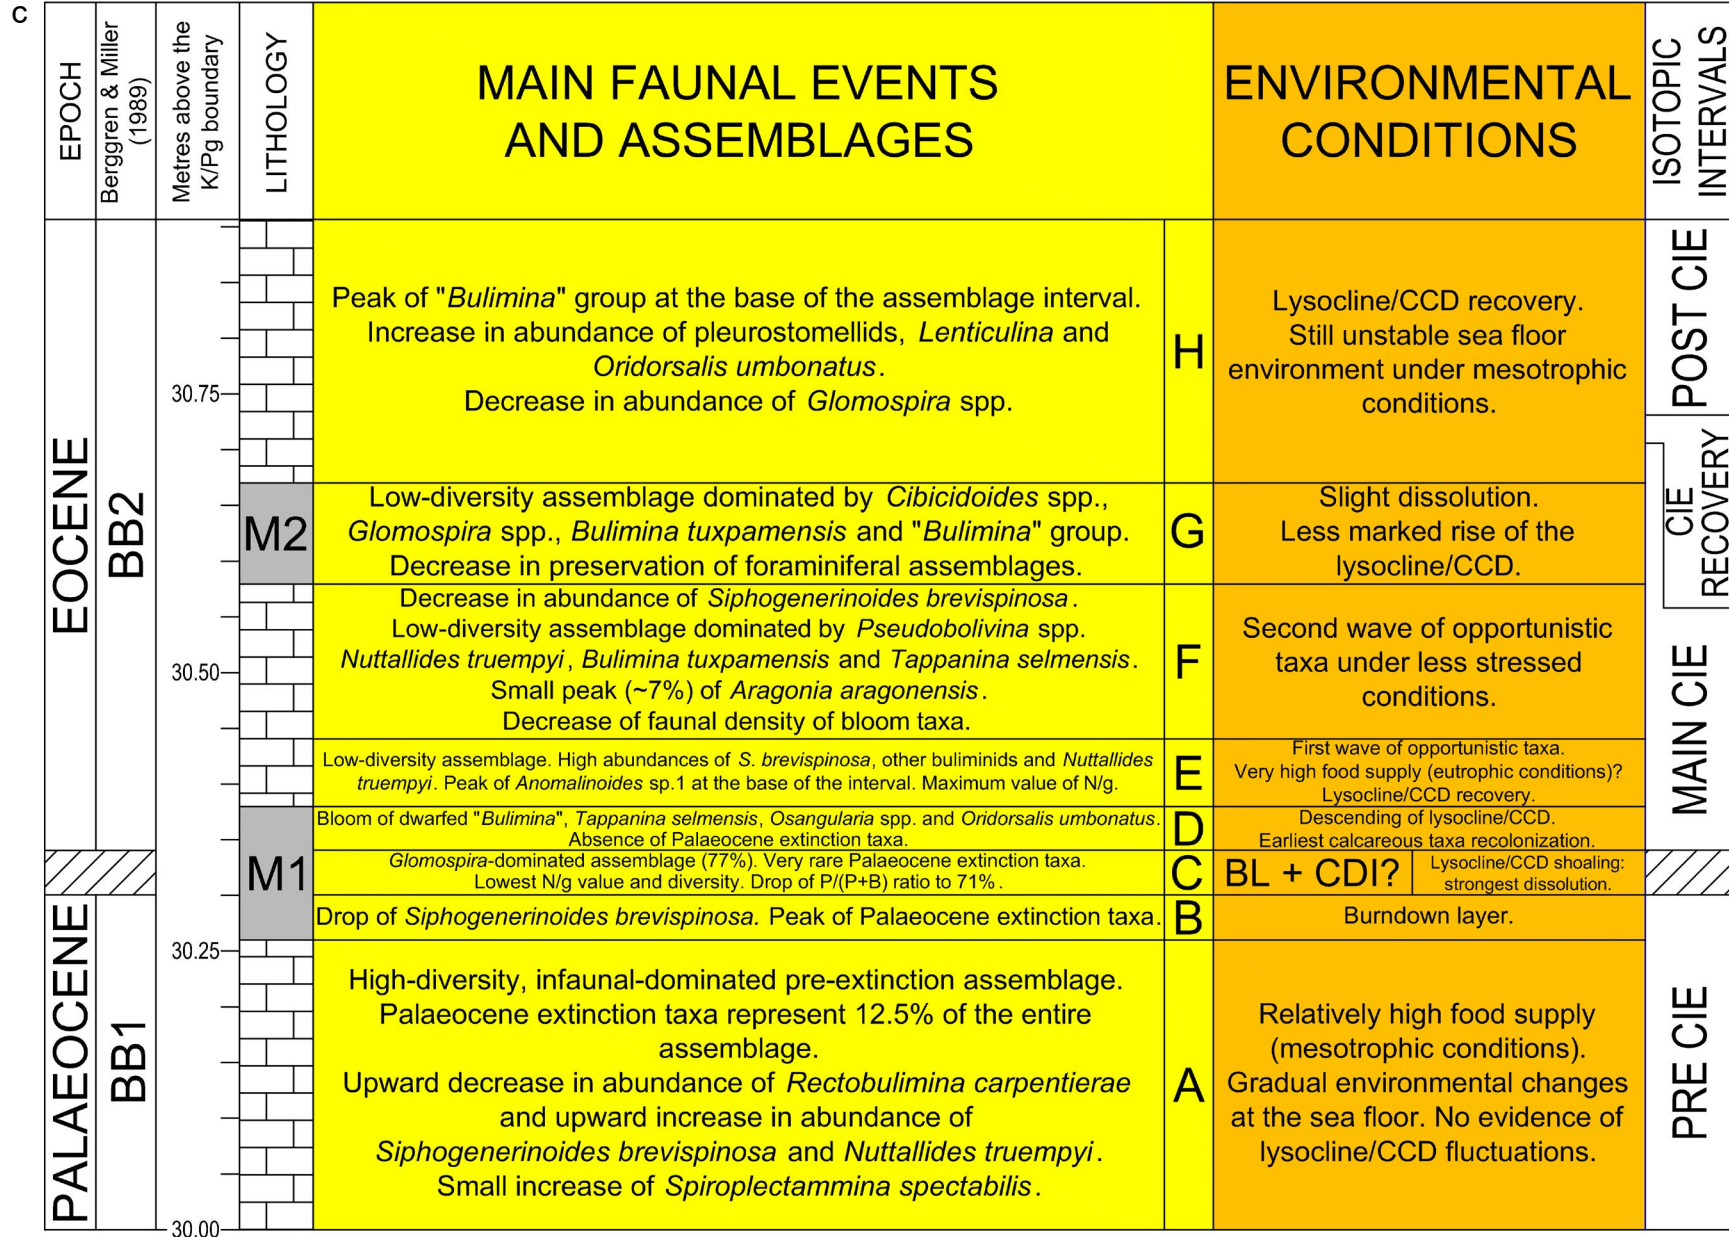 c
EPOCH
Berggren & Miller
(1989)
Metres above the
K/Pg boundary
LITHOLOGY
MAIN FAUNAL EVENTS
AND ASSEMBLAGES
ENVIRONMENTAL
CONDITIONS
ISOTOPIC
INTERVALS
EOCENE
BB2
PALAEOCENE
BB1
30.75
30.50
30.25
30.00
M2
M1
Peak of "Bulimina" group at the base of the assemblage interval.
Increase in abundance of pleurostomellids, Lenticulina and
Oridorsalis umbonatus.
Decrease in abundance of Glomospira spp.
H
Lysocline/CCD recovery.
Still unstable sea floor
environment under mesotrophic
conditions.
Low-diversity assemblage dominated by Cibicidoides spp.,
Glomospira spp., Bulimina tuxpamensis and "Bulimina" group.
Decrease in preservation of foraminiferal assemblages.
G
Slight dissolution.
Less marked rise of the
lysocline/CCD.
Decrease in abundance of Siphogenerinoides brevispinosa.
Low-diversity assemblage dominated by Pseudobolivina spp.
Nuttallides truempyi, Bulimina tuxpamensis and Tappanina selmensis.
Small peak (~7%) of Aragonia aragonensis.
Decrease of faunal density of bloom taxa.
F
Second wave of opportunistic
taxa under less stressed
conditions.
Low-diversity assemblage. High abundances of S. brevispinosa, other buliminids and Nuttallides
truempyi. Peak of Anomalinoides sp.1 at the base of the interval. Maximum value of N/g.
E
First wave of opportunistic taxa.
Very high food supply (eutrophic conditions)?
Lysocline/CCD recovery.
Bloom of dwarfed "Bulimina", Tappanina selmensis, Osangularia spp. and Oridorsalis umbonatus.
Absence of Palaeocene extinction taxa.
D
Descending of lysocline/CCD.
Earliest calcareous taxa recolonization.
Glomospira-dominated assemblage (77%). Very rare Palaeocene extinction taxa.
Lowest N/g value and diversity. Drop of P/(P+B) ratio to 71%.
C
BL + CDI?
Lysocline/CCD shoaling:
strongest dissolution.
Drop of Siphogenerinoides brevispinosa. Peak of Palaeocene extinction taxa.
B
Burndown layer.
High-diversity, infaunal-dominated pre-extinction assemblage.
Palaeocene extinction taxa represent 12.5% of the entire
assemblage.
Upward decrease in abundance of Rectobulimina carpentierae
and upward increase in abundance of
Siphogenerinoides brevispinosa and Nuttallides truempyi.
Small increase of Spiroplectammina spectabilis.
A
Relatively high food supply
(mesotrophic conditions).
Gradual environmental changes
at the sea floor. No evidence of
lysocline/CCD fluctuations.
POST CIE
CIE
RECOVERY
MAIN CIE
PRE CIE